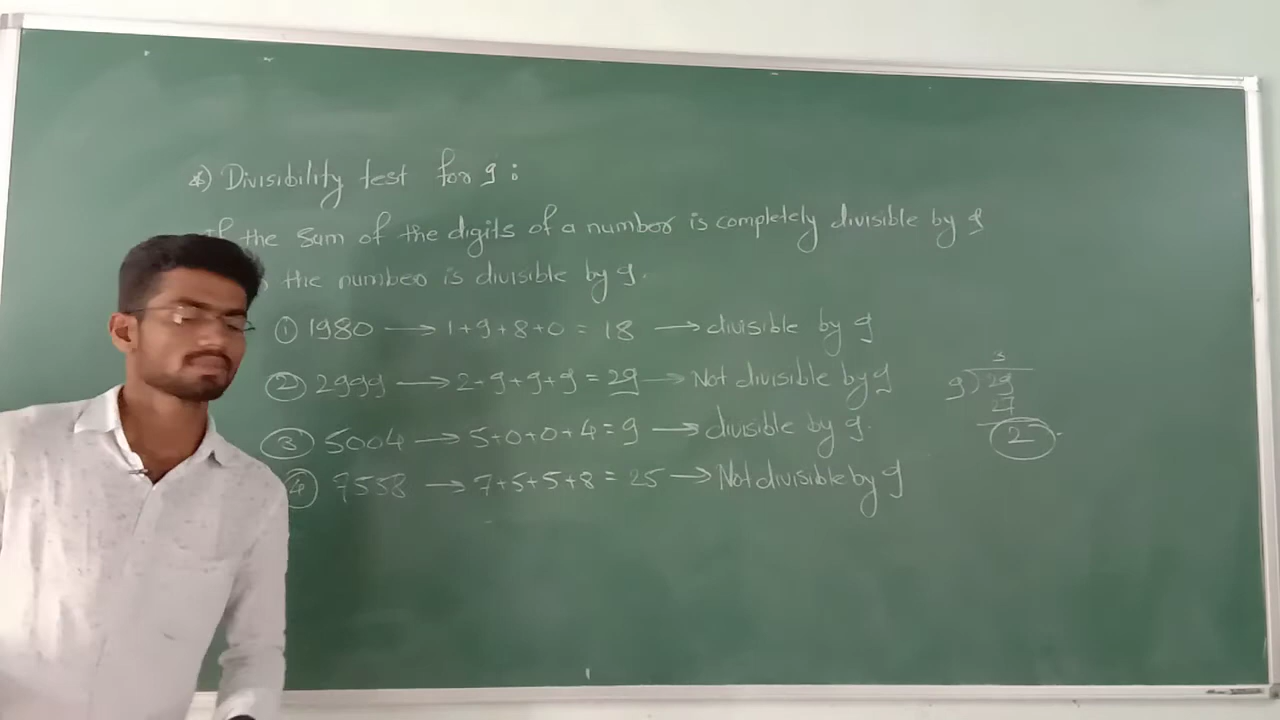 *) Divisibility test for 9 :
If the sum of the digits of a number is completely divisible by 9
the number is divisible by 9.
① 1980 → 1+9+8+0 = 18 → divisible by 9
② 2999 → 2+9+9+9 = 29 → Not divisible by 9
③ 5004 → 5+0+0+4 = 9 → divisible by 9.
④ 7558 → 7+5+5+8 = 25 → Not divisible by 9
3
9) 29
27
2